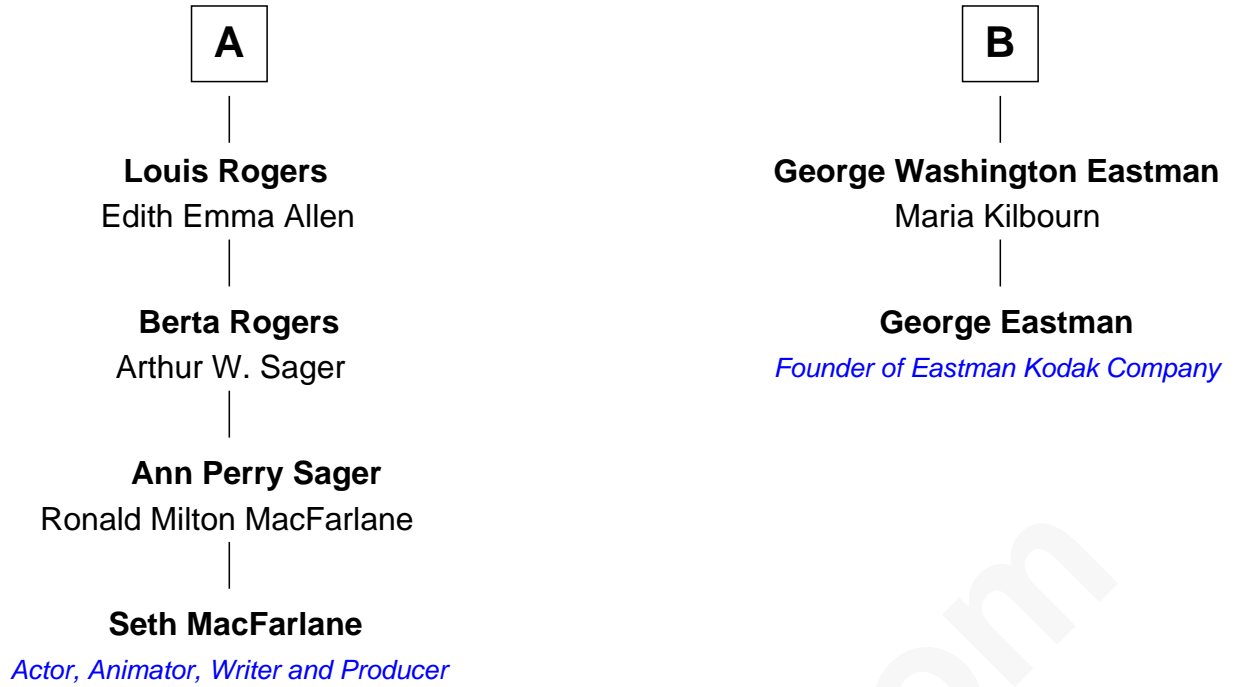 A
Louis Rogers
Edith Emma Allen
Berta Rogers
Arthur W. Sager
Ann Perry Sager
Ronald Milton MacFarlane
Seth MacFarlane
Actor, Animator, Writer and Producer
B
George Washington Eastman
Maria Kilbourn
George Eastman
Founder of Eastman Kodak Company
om